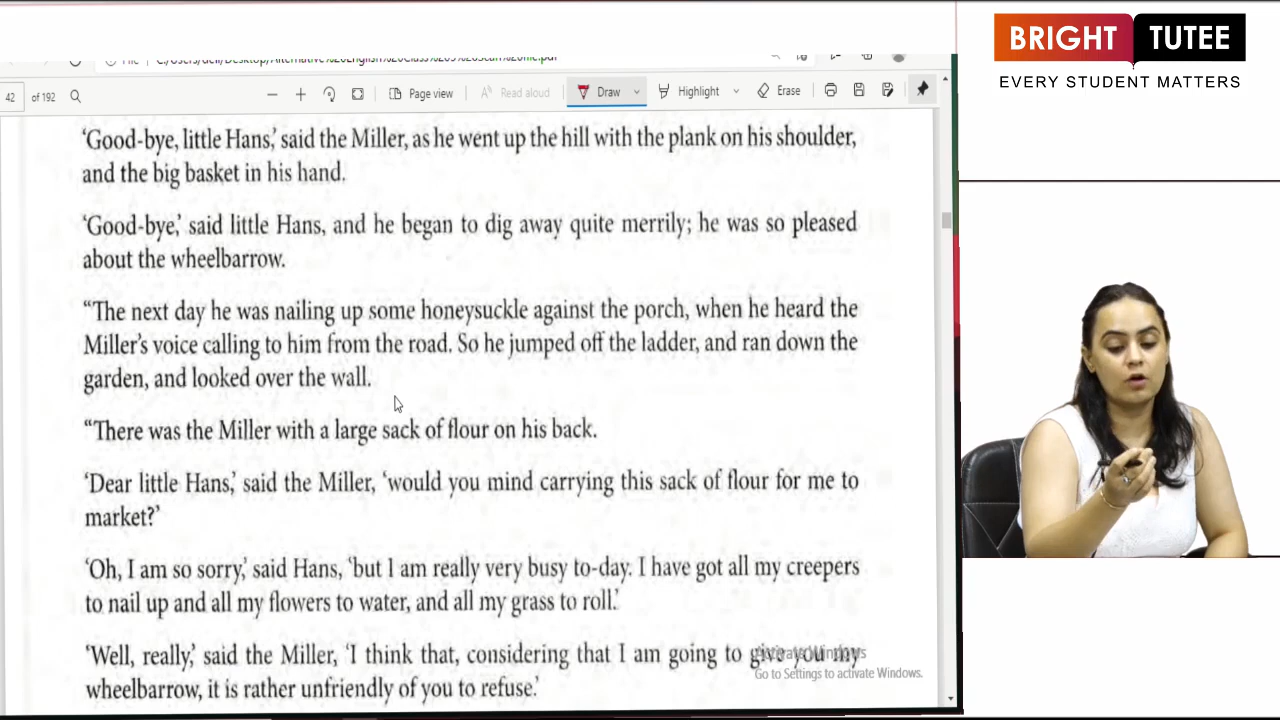 BRIGHT TUTEE
EVERY STUDENT MATTERS
42 of 192 Page view Read aloud Draw Highlight Erase
‘Good-bye, little Hans,’ said the Miller, as he went up the hill with the plank on his shoulder,
and the big basket in his hand.
‘Good-bye,’ said little Hans, and he began to dig away quite merrily; he was so pleased
about the wheelbarrow.
“The next day he was nailing up some honeysuckle against the porch, when he heard the
Miller’s voice calling to him from the road. So he jumped off the ladder, and ran down the
garden, and looked over the wall.
“There was the Miller with a large sack of flour on his back.
‘Dear little Hans,’ said the Miller, ‘would you mind carrying this sack of flour for me to
market?’
‘Oh, I am so sorry,’ said Hans, ‘but I am really very busy to-day. I have got all my creepers
to nail up and all my flowers to water, and all my grass to roll.’
‘Well, really,’ said the Miller, ‘I think that, considering that I am going to give you my
wheelbarrow, it is rather unfriendly of you to refuse.’
Activate Windows
Go to Settings to activate Windows.